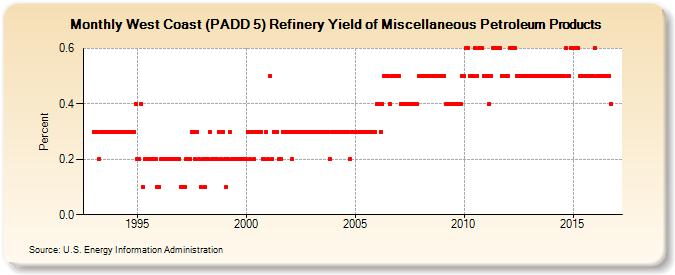 Monthly West Coast (PADD 5) Refinery Yield of Miscellaneous Petroleum Products
Percent
0.6
0.4
0.2
0.0
1995 2000 2005 2010 2015
Source: U.S. Energy Information Administration